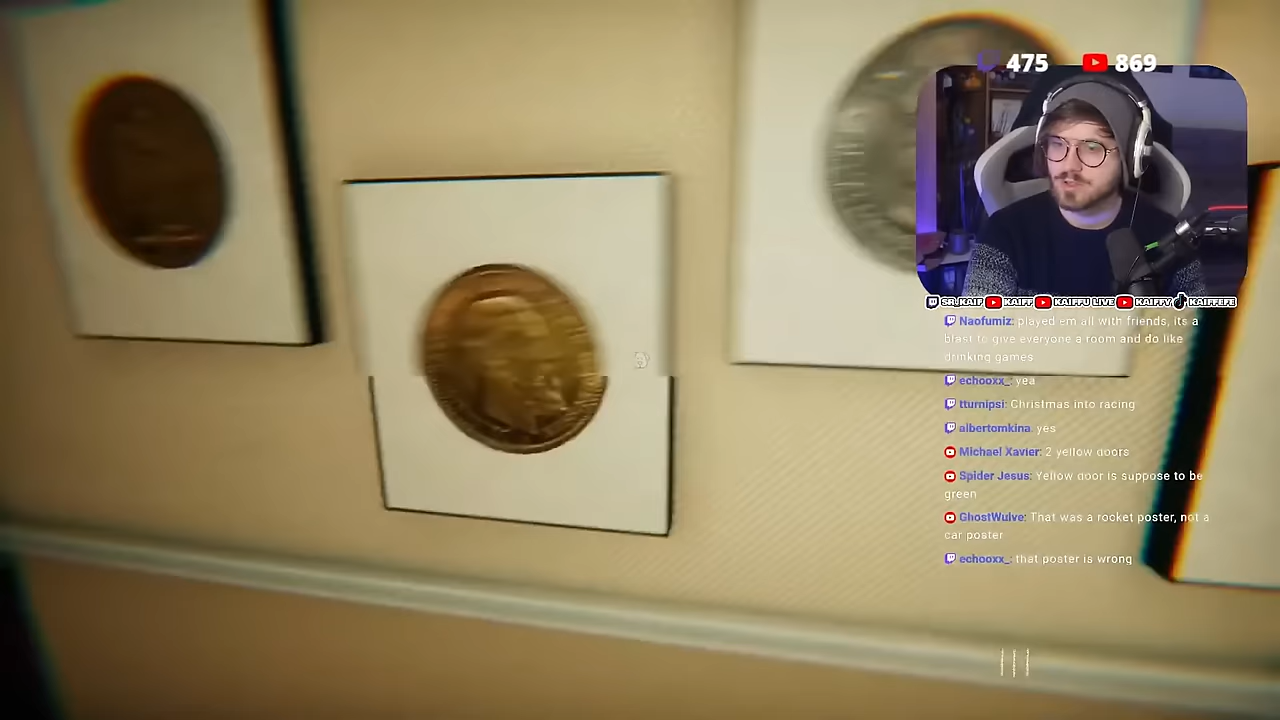 475 869
SR_KAIF KAIFF KAIFFU LIVE KAIFFV KAIFFEFE
Naofumiz: played em all with friends, its a
blast to give everyone a room and do like
drinking games
echooxx_: yea
tturnipsi: Christmas into racing
albertomkina: yes
Michael Xavier: 2 yellow doors
Spider Jesus: Yellow door is suppose to be
green
GhostWulve: That was a rocket poster, not a
car poster
echooxx_: that poster is wrong